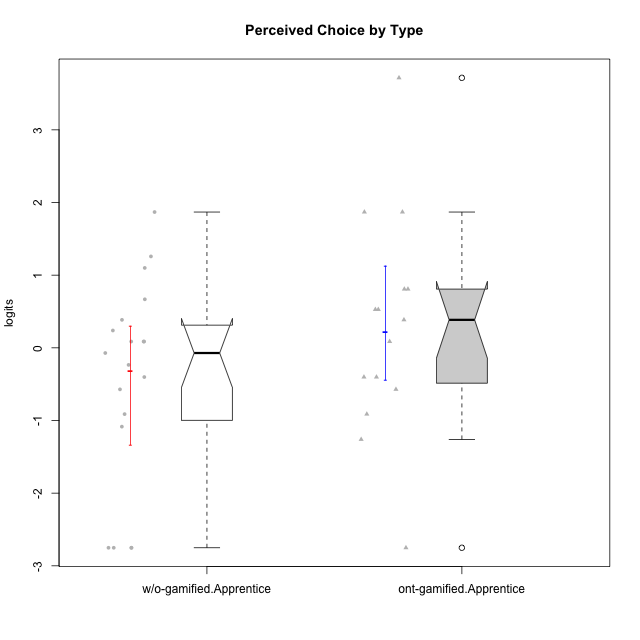 Perceived Choice by Type
3
2
1
0
-1
-2
-3
logits
w/o-gamified.Apprentice
ont-gamified.Apprentice